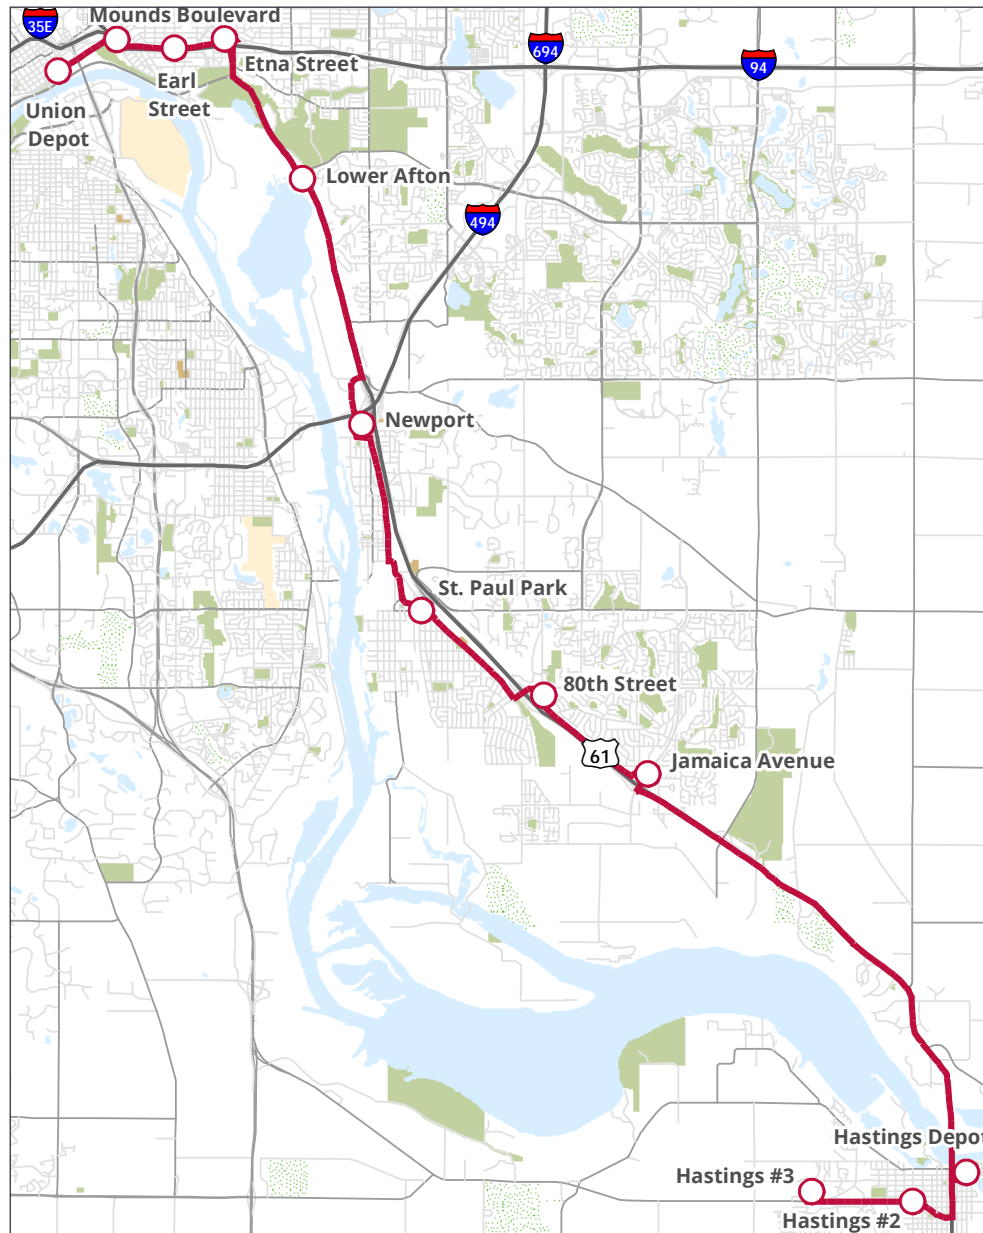 35E
Mounds Boulevard
694
94
Etna Street
Earl
Street
Union
Depot
Lower Afton
494
Newport
St. Paul Park
80th Street
61
Jamaica Avenue
Hastings Depot
Hastings #3
Hastings #2